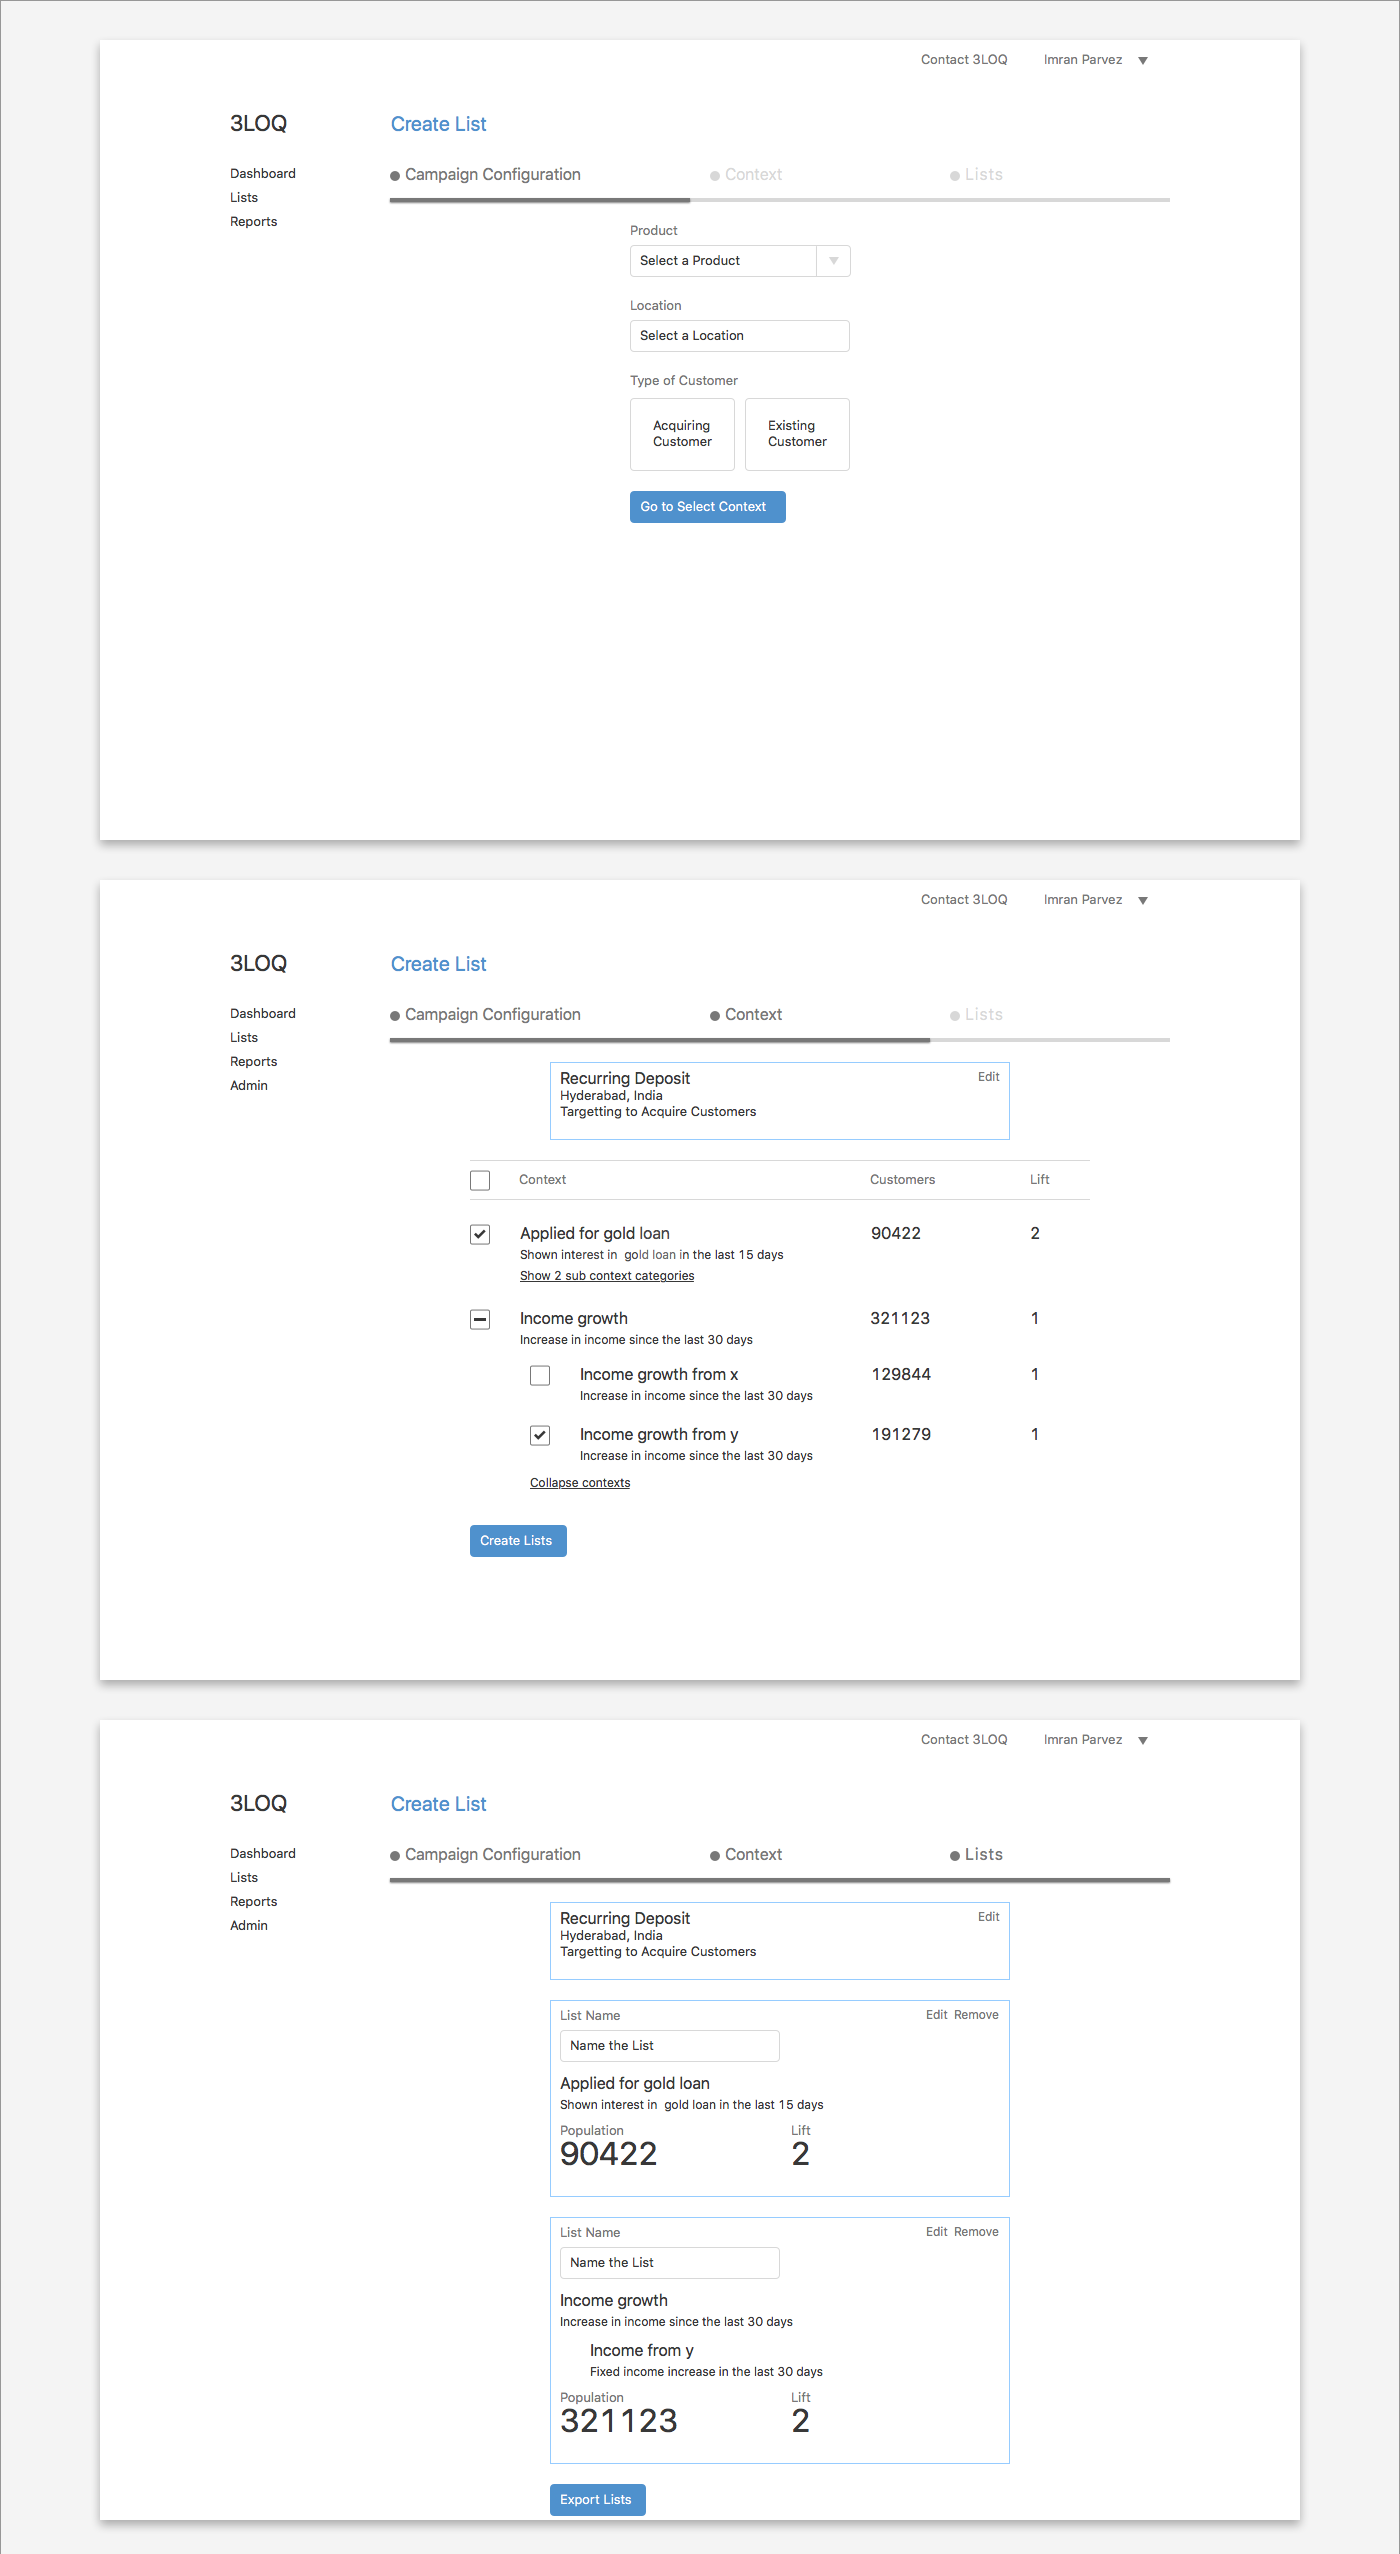 Contact 3LOQ Imran Parvez
3LOQ Create List
Dashboard
Lists
Reports
Campaign Configuration Context Lists
Product
Select a Product
Location
Select a Location
Type of Customer
Acquiring
Customer
Existing
Customer
Go to Select Context
Contact 3LOQ Imran Parvez
3LOQ Create List
Dashboard
Lists
Reports
Admin
Campaign Configuration Context Lists
Recurring Deposit Edit
Hyderabad, India
Targetting to Acquire Customers
Context Customers Lift
Applied for gold loan 90422 2
Shown interest in gold loan in the last 15 days
Show 2 sub context categories
Income growth 321123 1
Increase in income since the last 30 days
Income growth from x 129844 1
Increase in income since the last 30 days
Income growth from y 191279 1
Increase in income since the last 30 days
Collapse contexts
Create Lists
Contact 3LOQ Imran Parvez
3LOQ Create List
Dashboard
Lists
Reports
Admin
Campaign Configuration Context Lists
Recurring Deposit Edit
Hyderabad, India
Targetting to Acquire Customers
List Name Edit Remove
Name the List
Applied for gold loan
Shown interest in gold loan in the last 15 days
Population Lift
90422 2
List Name Edit Remove
Name the List
Income growth
Increase in income since the last 30 days
Income from y
Fixed income increase in the last 30 days
Population Lift
321123 2
Export Lists